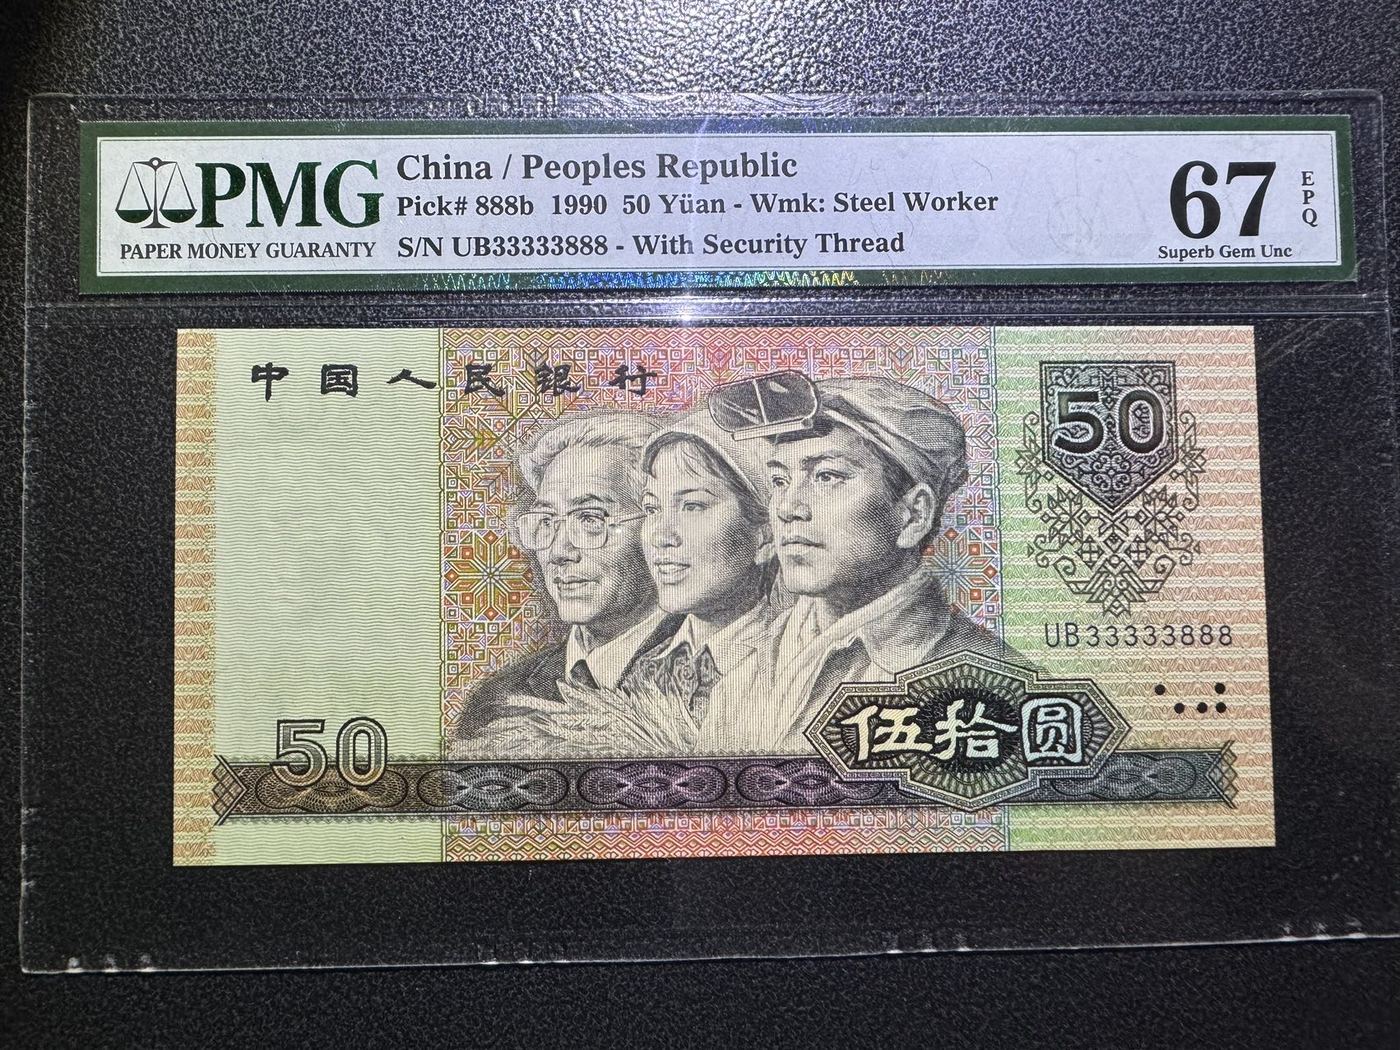 PMG
PAPER MONEY GUARANTY
China / Peoples Republic
Pick# 888b 1990 50 Yüan - Wmk: Steel Worker
S/N UB33333888 - With Security Thread
67
EPQ
Superb Gem Unc
中国人民银行
50
UB33333888
50
伍拾圆